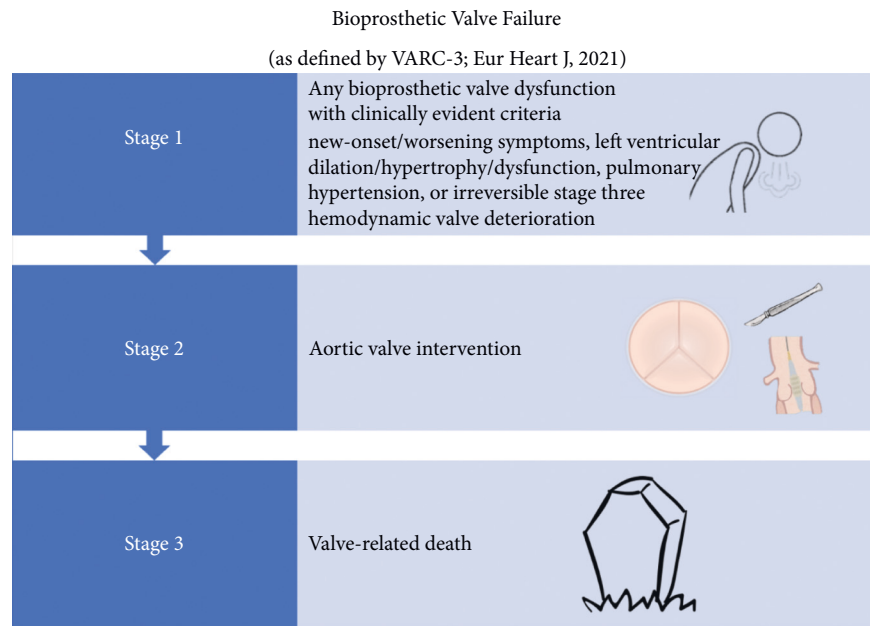 Bioprosthetic Valve Failure
(as defined by VARC-3; Eur Heart J, 2021)
Stage 1
Any bioprosthetic valve dysfunction
with clinically evident criteria
new-onset/worsening symptoms, left ventricular
dilation/hypertrophy/dysfunction, pulmonary
hypertension, or irreversible stage three
hemodynamic valve deterioration
Stage 2
Aortic valve intervention
Stage 3
Valve-related death